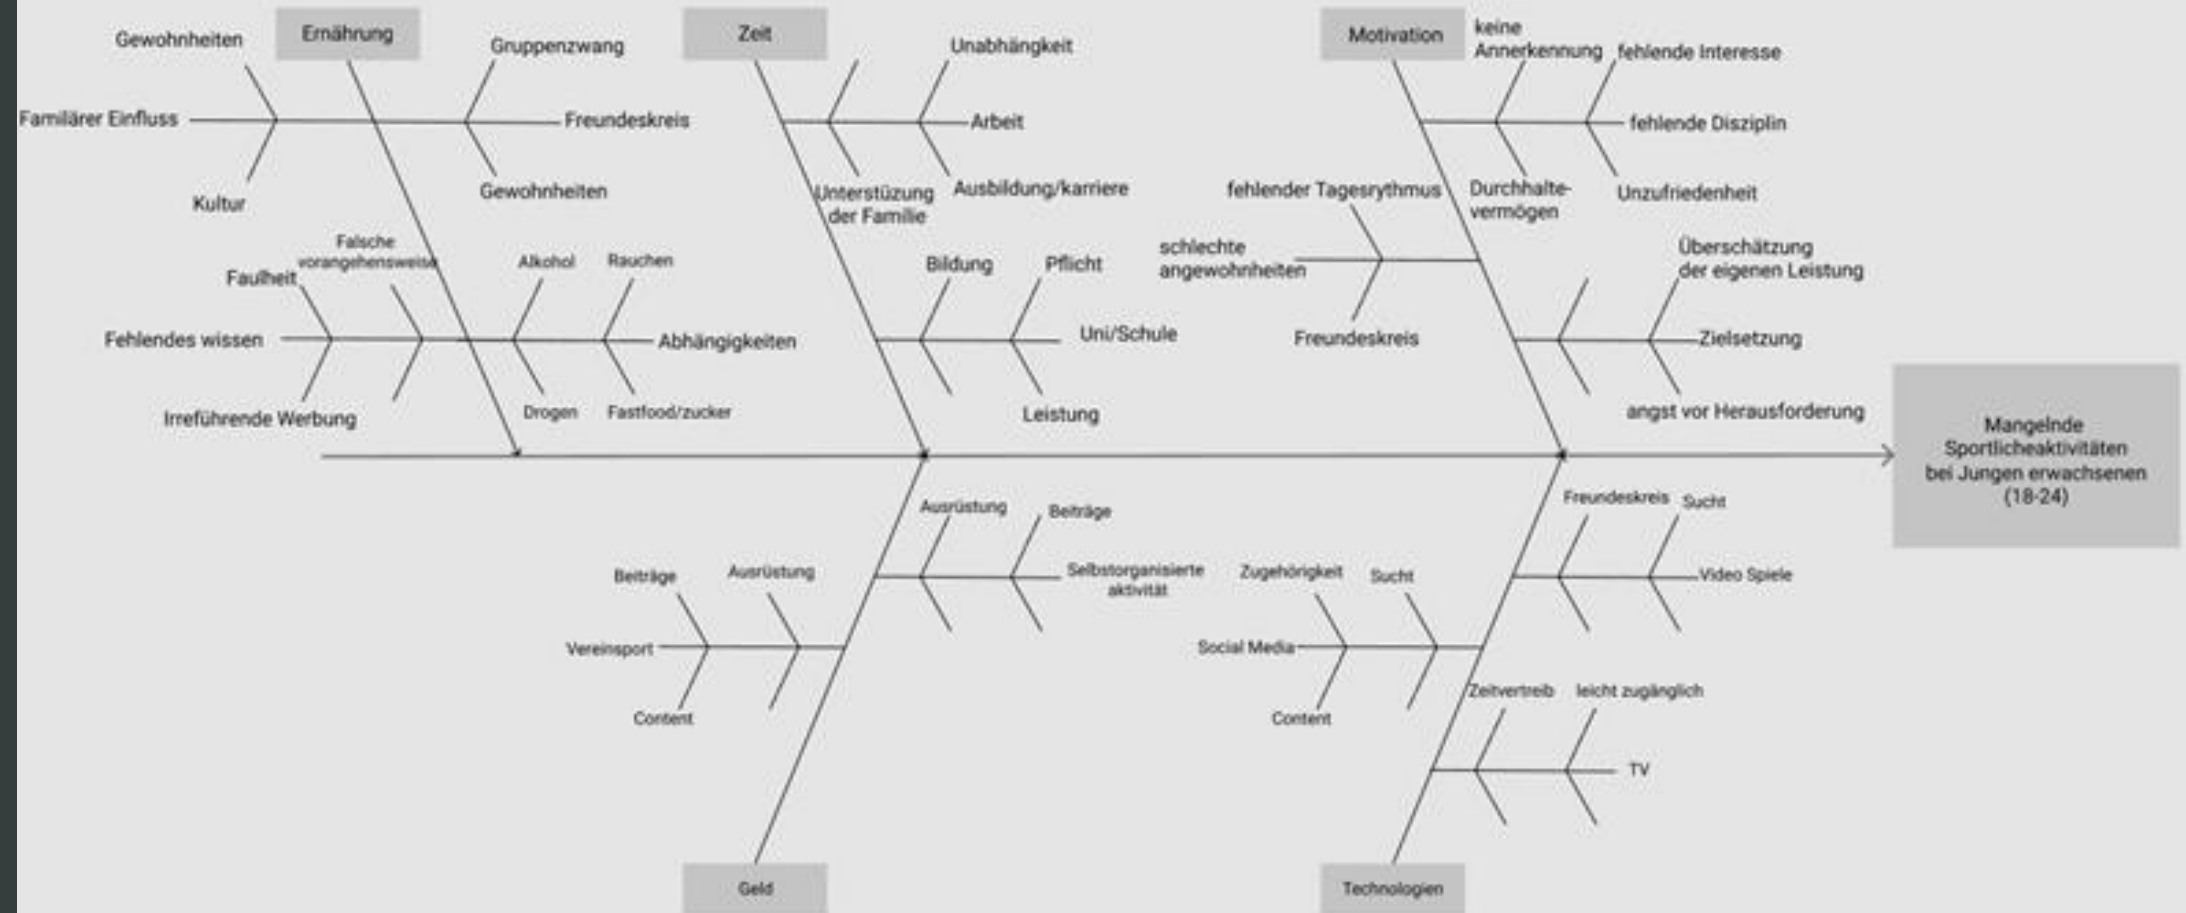 Ernährung
Gewohnheiten
Familärer Einfluss
Kultur
Gruppenzwang
Freundeskreis
Gewohnheiten
Falsche
vorangehensweise
Faulheit
Fehlendes wissen
Irreführende Werbung
Alkohol
Rauchen
Abhängigkeiten
Drogen
Fastfood/zucker
Zeit
Unabhängkeit
Arbeit
Unterstüzung
der Familie
Ausbildung/karriere
Bildung
Pflicht
Uni/Schule
Leistung
Motivation
keine
Annerkennung
fehlende Interesse
fehlende Disziplin
Durchhalte-
vermögen
Unzufriedenheit
fehlender Tagesrythmus
schlechte
angewohnheiten
Freundeskreis
Überschätzung
der eigenen Leistung
Zielsetzung
angst vor Herausforderung
Mangelnde
Sportlicheaktivitäten
bei Jungen erwachsenen
(18-24)
Ausrüstung
Beiträge
Selbstorganisierte
aktivität
Beiträge
Ausrüstung
Vereinsport
Content
Geld
Freundeskreis
Sucht
Video Spiele
Zugehörigkeit
Sucht
Social Media
Content
Zeitvertreib
leicht zugänglich
TV
Technologien